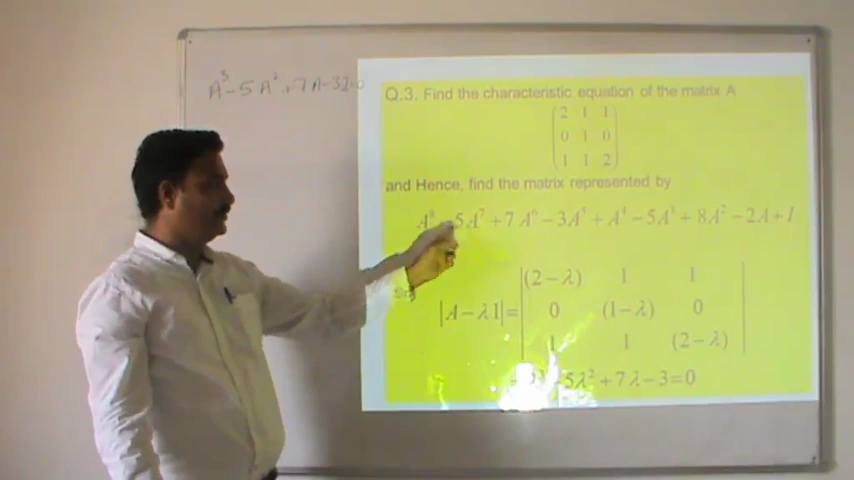 A³-5A²+7A-3I=0
Q.3. Find the characteristic equation of the matrix A
2 1 1
0 1 0
1 1 2
and Hence, find the matrix represented by
A⁸-5A⁷+7A⁶-3A⁵+A⁴-5A³+8A²-2A+I
(2-λ) 1 1
|A-λI|= 0 (1-λ) 0
1 1 (2-λ)
5λ²+7λ-3=0